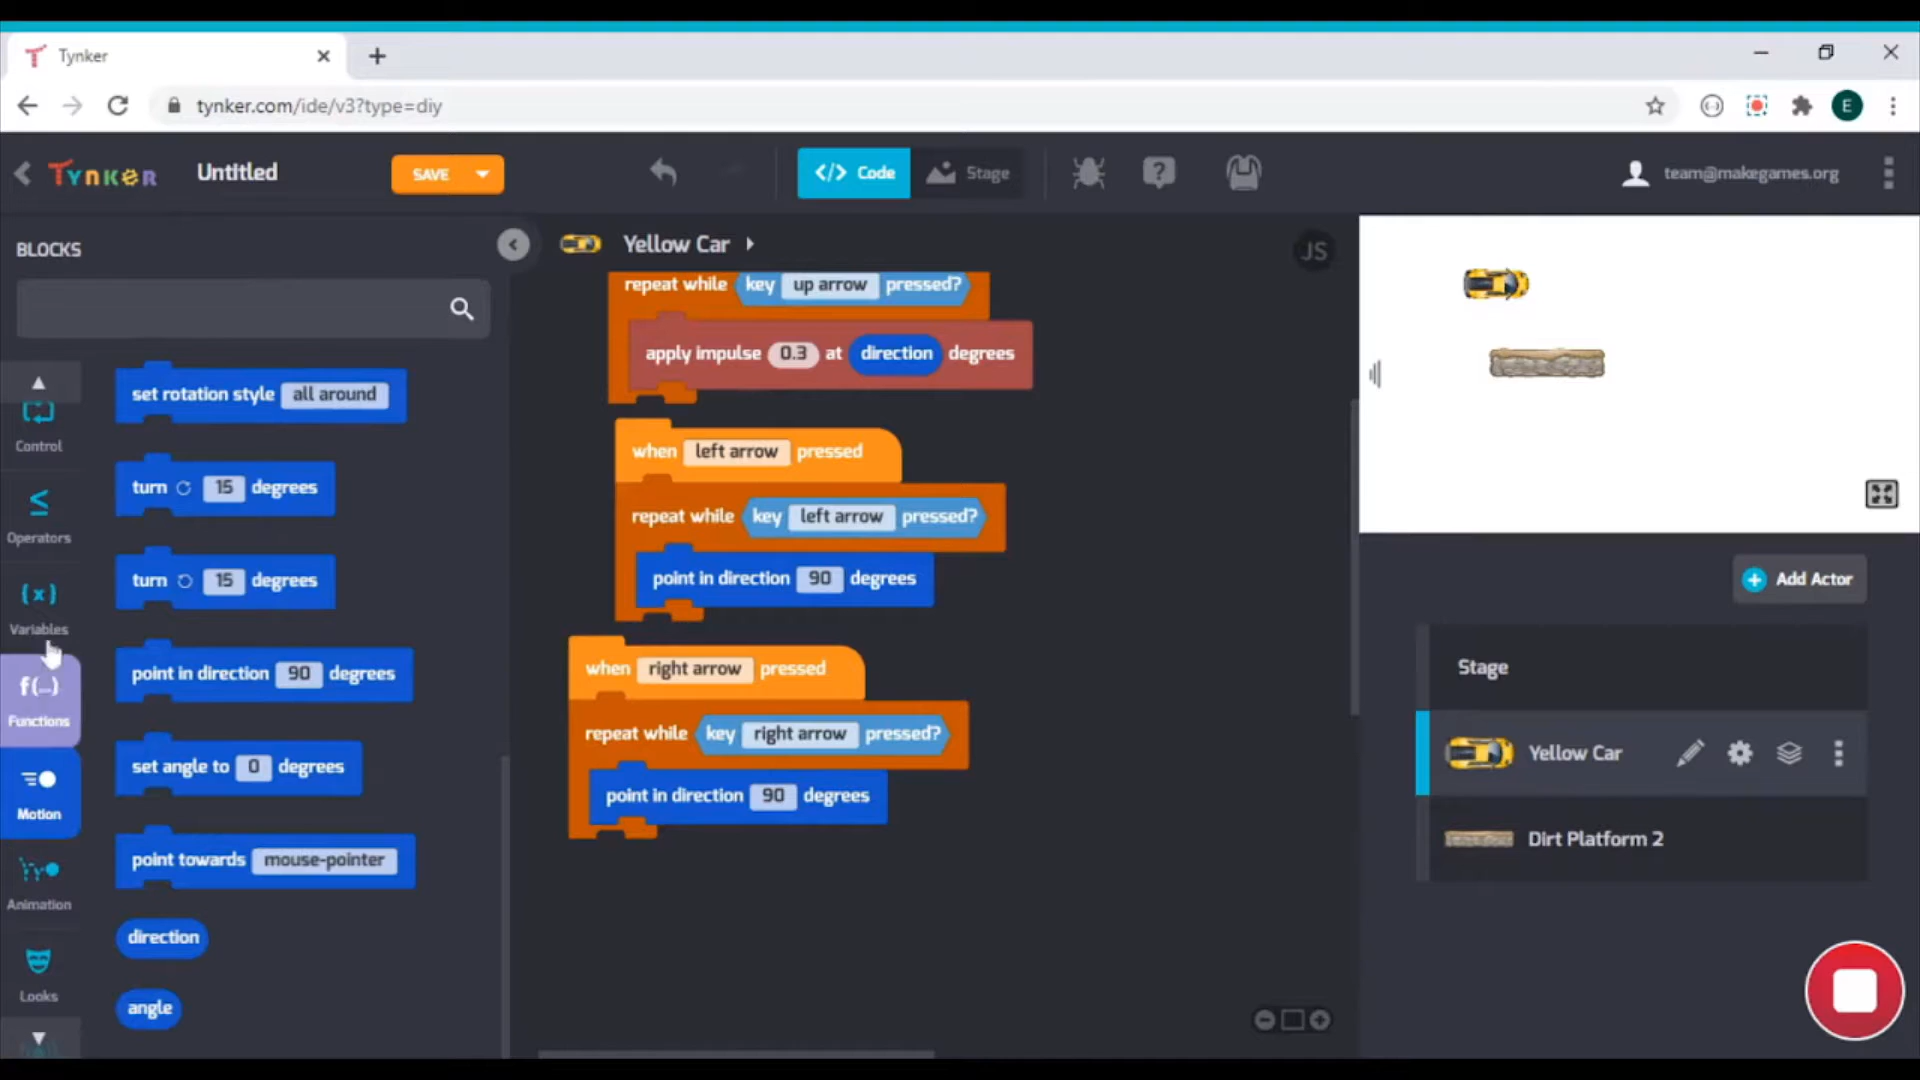 Tynker
tynker.com/ide/v3?type=diy
E
TYNKER
Untitled
SAVE
</> Code
Stage
team@makegames.org
BLOCKS
Yellow Car
JS
Control
Operators
{x}
Variables
f(...)
Functions
Motion
Animation
Looks
set rotation style all around
turn 15 degrees
turn 15 degrees
point in direction 90 degrees
set angle to 0 degrees
point towards mouse-pointer
direction
angle
repeat while key up arrow pressed?
apply impulse 0.3 at direction degrees
when left arrow pressed
repeat while key left arrow pressed?
point in direction 90 degrees
when right arrow pressed
repeat while key right arrow pressed?
point in direction 90 degrees
Add Actor
Stage
Yellow Car
Dirt Platform 2